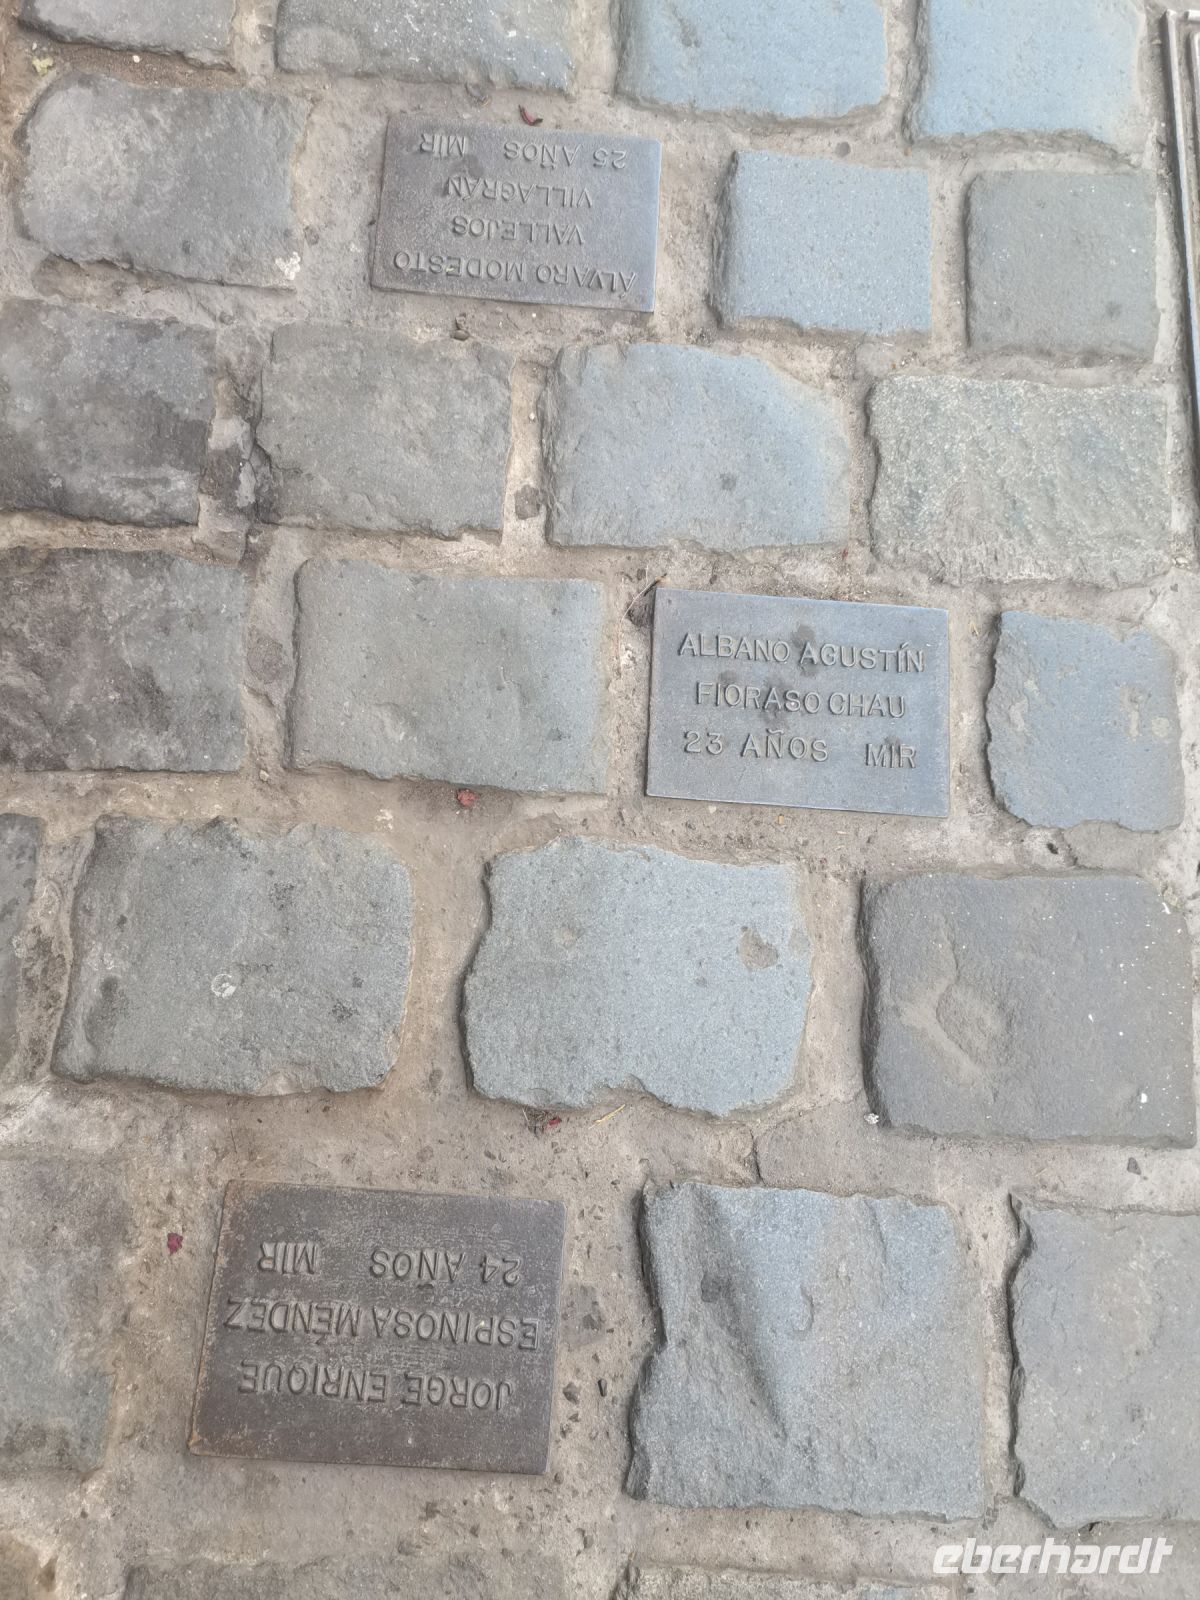 ÁLVARO MODESTO
VALLEJOS
VILLAGRÁN
25 AÑOS MIR
ALBANO AGUSTÍN
FIORASO CHAU
23 AÑOS MIR
JORGE ENRIQUE
ESPINOSA MÉNDEZ
24 AÑOS MIR
eberhardt